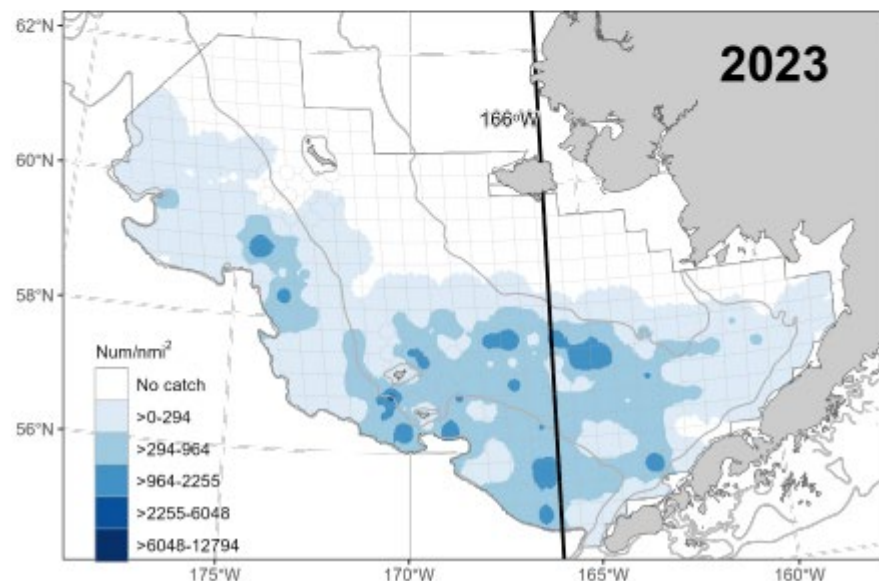 62°N
2023
166°W
60°N
58°N
Num/nmi²
No catch
>0-294
56°N
>294-964
>964-2255
>2255-6048
>6048-12794
175°W
170°W
165°W
160°W